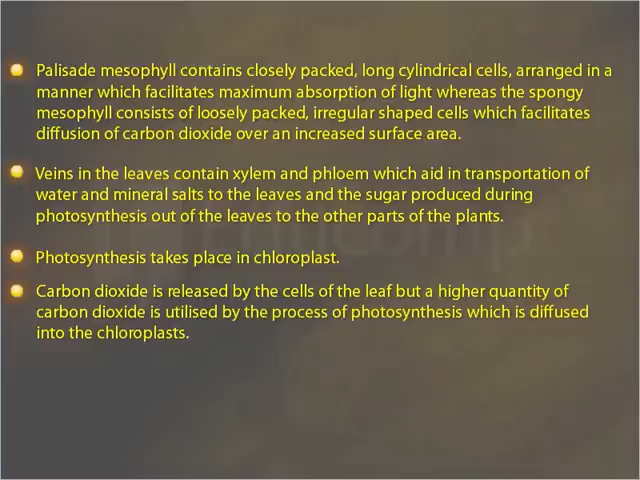 Palisade mesophyll contains closely packed, long cylindrical cells, arranged in a
manner which facilitates maximum absorption of light whereas the spongy
mesophyll consists of loosely packed, irregular shaped cells which facilitates
diffusion of carbon dioxide over an increased surface area.
Veins in the leaves contain xylem and phloem which aid in transportation of
water and mineral salts to the leaves and the sugar produced during
photosynthesis out of the leaves to the other parts of the plants.
Photosynthesis takes place in chloroplast.
Carbon dioxide is released by the cells of the leaf but a higher quantity of
carbon dioxide is utilised by the process of photosynthesis which is diffused
into the chloroplasts.